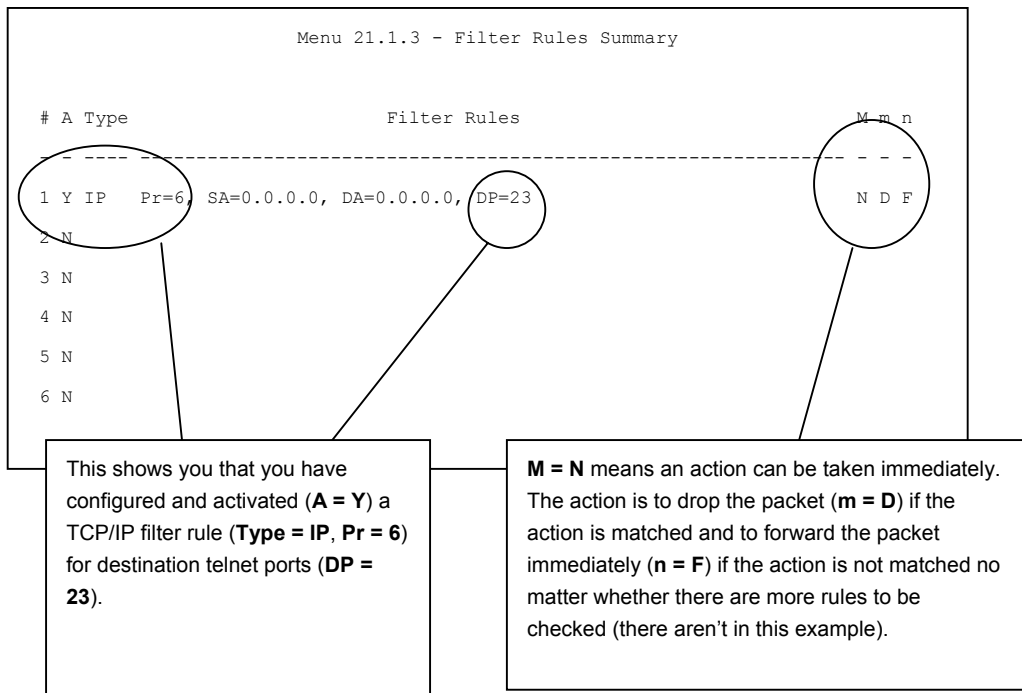 Menu 21.1.3 - Filter Rules Summary
# A Type Filter Rules M m n
- - ---- --------------------------------------------------------------------- - - -
1 Y IP Pr=6, SA=0.0.0.0, DA=0.0.0.0, DP=23 N D F
2 N
3 N
4 N
5 N
6 N
This shows you that you have
configured and activated (A = Y) a
TCP/IP filter rule (Type = IP, Pr = 6)
for destination telnet ports (DP =
23).
M = N means an action can be taken immediately.
The action is to drop the packet (m = D) if the
action is matched and to forward the packet
immediately (n = F) if the action is not matched no
matter whether there are more rules to be
checked (there aren’t in this example).